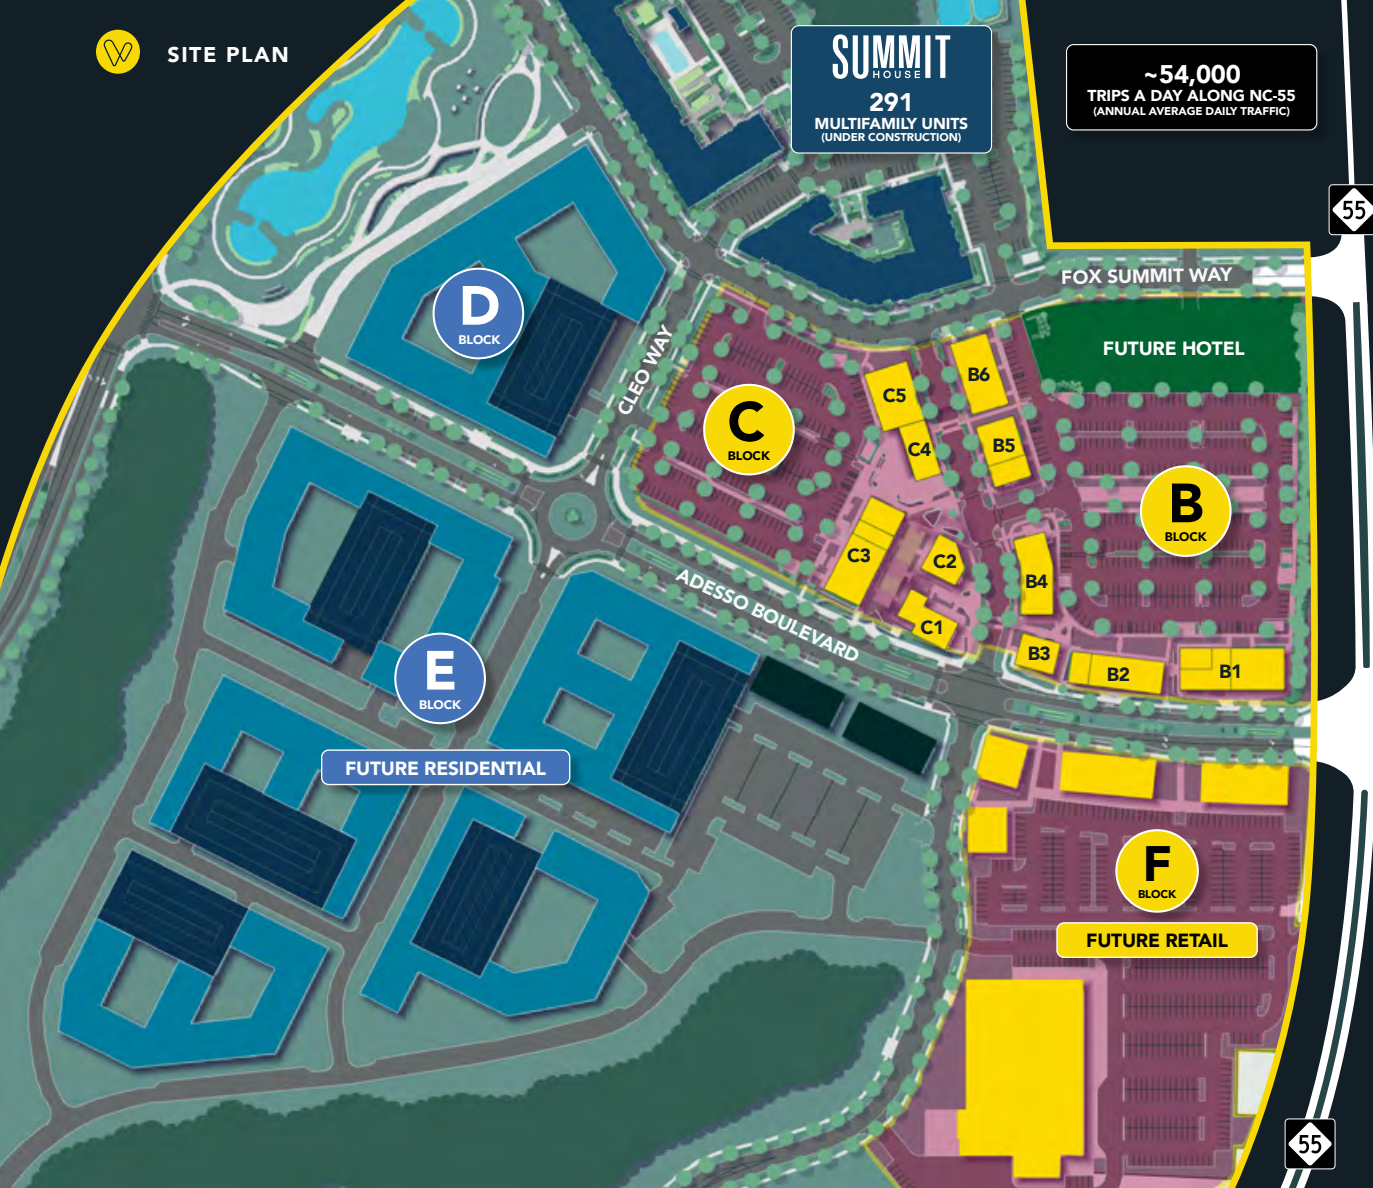 SITE PLAN
SUMMIT
HOUSE
291
MULTIFAMILY UNITS
(UNDER CONSTRUCTION)
~54,000
TRIPS A DAY ALONG NC-55
(ANNUAL AVERAGE DAILY TRAFFIC)
55
FOX SUMMIT WAY
FUTURE HOTEL
D
BLOCK
CLEO WAY
C
BLOCK
C5
B6
C4
B5
B
BLOCK
C3
C2
B4
C1
B3
B2
B1
ADESSO BOULEVARD
E
BLOCK
FUTURE RESIDENTIAL
F
BLOCK
FUTURE RETAIL
55